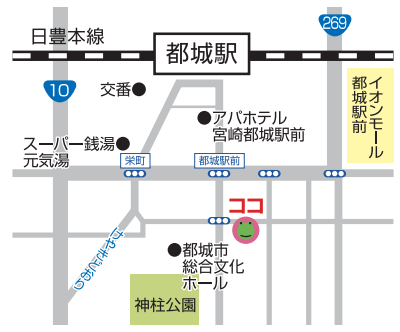 269
日豊本線
都城駅
10
交番
イオンモール
都城駅前
アパホテル
宮崎都城駅前
スーパー銭湯
元気湯
栄町
都城駅前
ココ
けやきどおり
都城市
総合文化
ホール
神柱公園